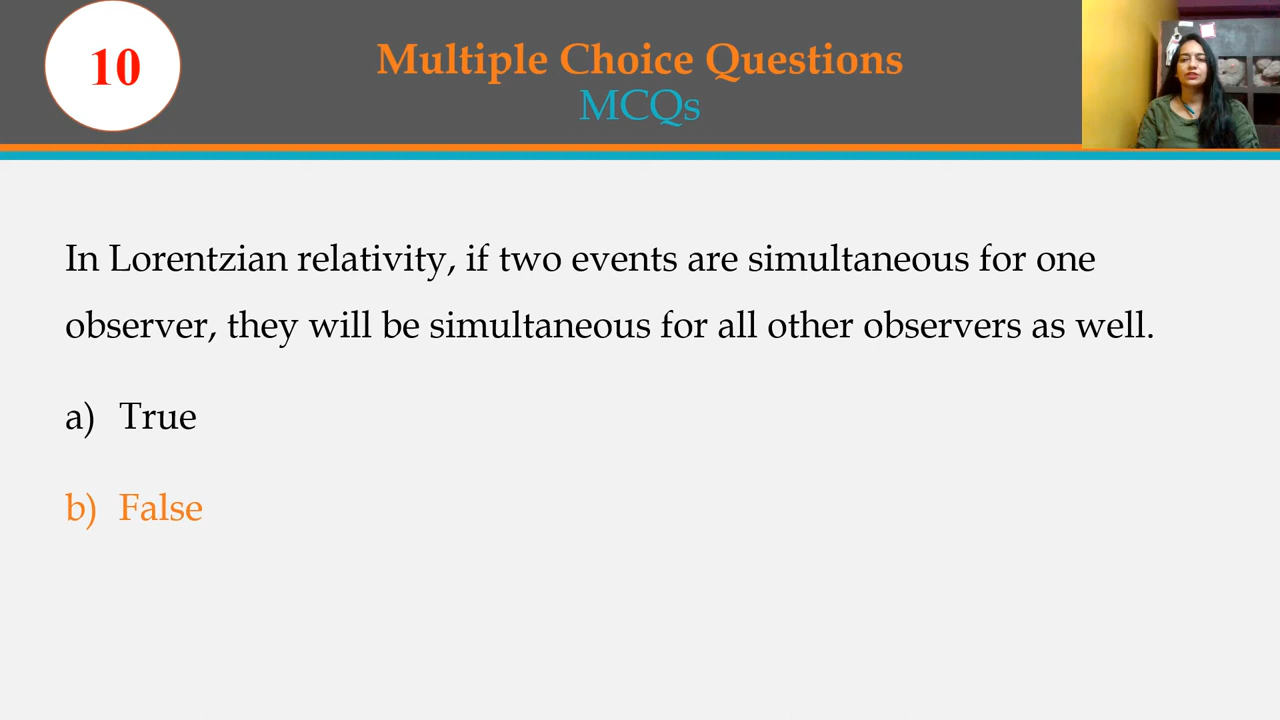 10
Multiple Choice Questions
MCQs
In Lorentzian relativity, if two events are simultaneous for one
observer, they will be simultaneous for all other observers as well.
a) True
b) False